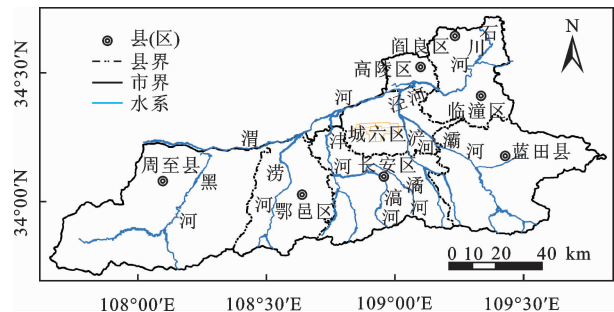 县(区)
县界
市界
水系
N
34°30'N
34°00'N
阎良区
石川河
高陵区
泾河
临潼区
渭河
城六区
浐河
灞河
蓝田县
沣河
长安区
周至县
黑河
涝河
鄠邑区
滈河
潏河
0 10 20 40 km
108°00'E
108°30'E
109°00'E
109°30'E